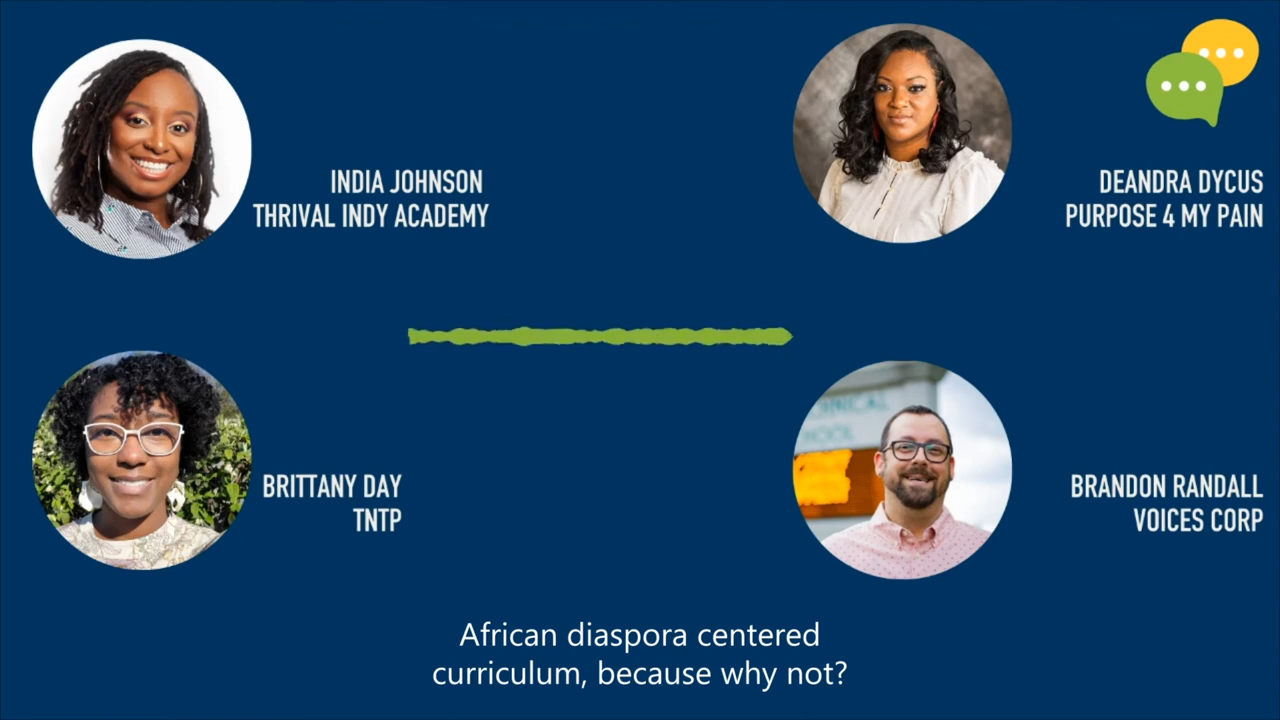 INDIA JOHNSON
THRIVAL INDY ACADEMY
DEANDRA DYCUS
PURPOSE 4 MY PAIN
BRITTANY DAY
TNTP
BRANDON RANDALL
VOICES CORP
African diaspora centered
curriculum, because why not?